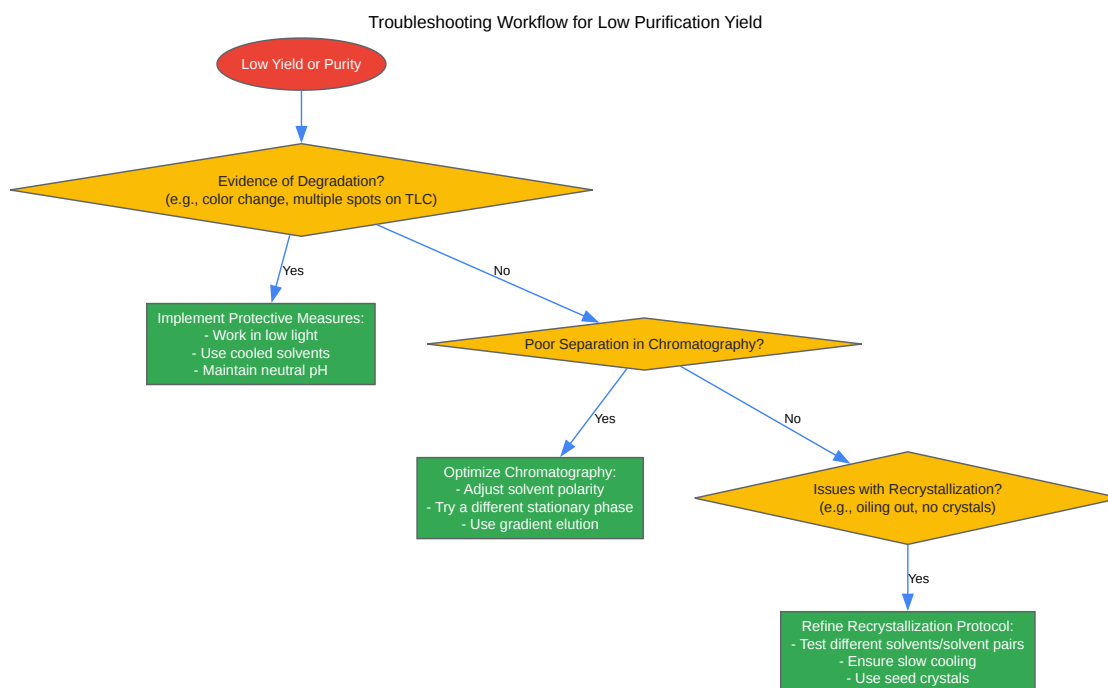 Troubleshooting Workflow for Low Purification Yield
Low Yield or Purity
Evidence of Degradation?
(e.g., color change, multiple spots on TLC)
Yes
No
Implement Protective Measures:
- Work in low light
- Use cooled solvents
- Maintain neutral pH
Poor Separation in Chromatography?
Yes
No
Optimize Chromatography:
- Adjust solvent polarity
- Try a different stationary phase
- Use gradient elution
Issues with Recrystallization?
(e.g., oiling out, no crystals)
Yes
Refine Recrystallization Protocol:
- Test different solvents/solvent pairs
- Ensure slow cooling
- Use seed crystals